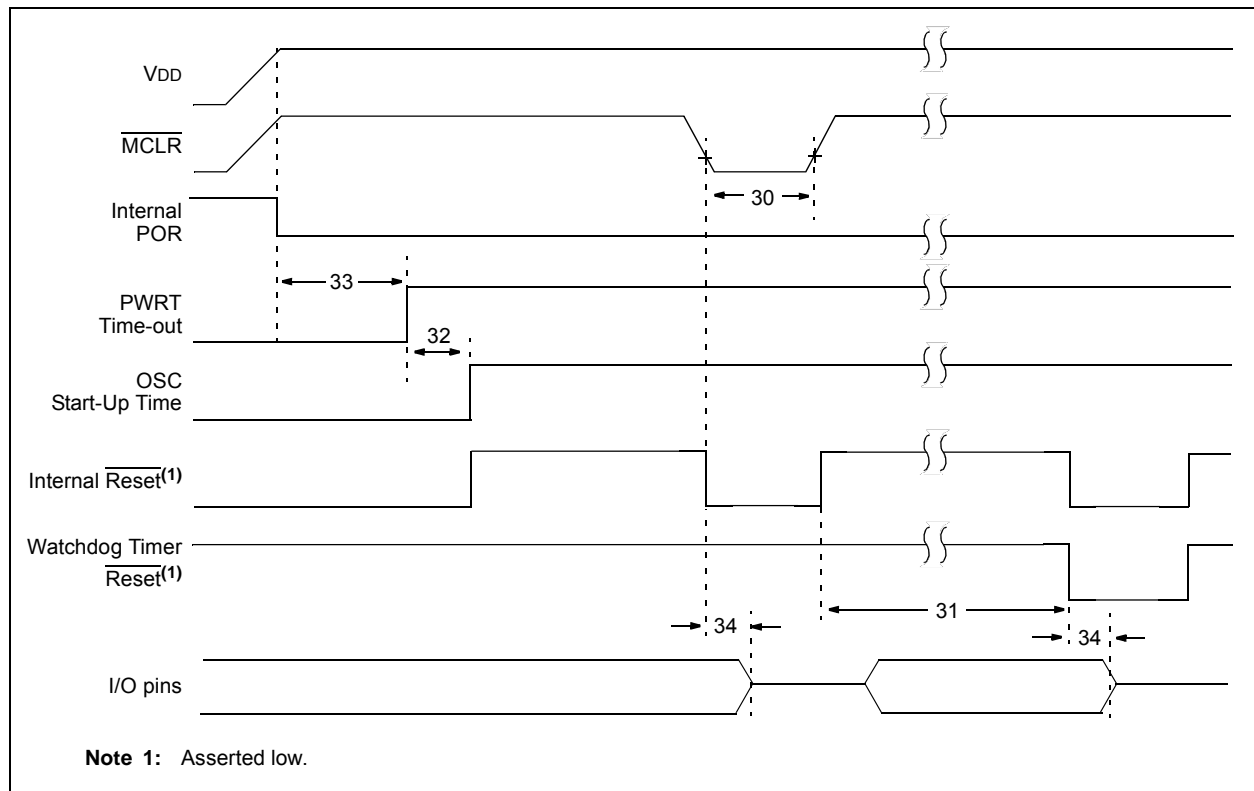 VDD
MCLR
30
Internal
POR
33
PWRT
Time-out
32
OSC
Start-Up Time
Internal Reset(1)
Watchdog Timer
Reset(1)
31
34
34
I/O pins
Note 1: Asserted low.